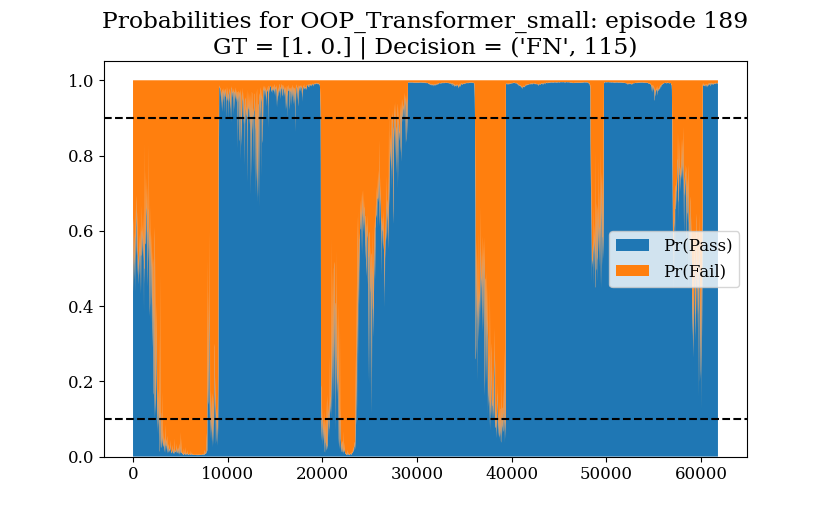 Probabilities for OOP_Transformer_small: episode 189
GT = [1. 0.] | Decision = ('FN', 115)
1.0
0.8
0.6
0.4
0.2
0.0
Pr(Pass)
Pr(Fail)
0 10000 20000 30000 40000 50000 60000